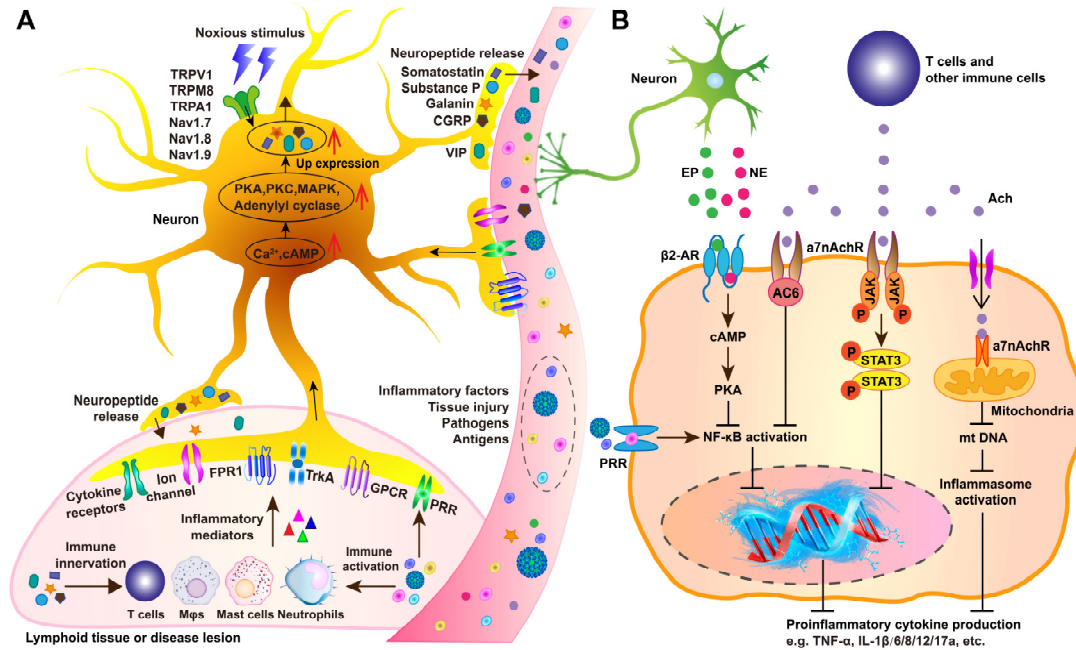 A
Noxious stimulus
TRPV1
TRPM8
TRPA1
Nav1.7
Nav1.8
Nav1.9
Up expression
PKA,PKC,MAPK,
Adenylyl cyclase
Neuron
Ca²⁺,cAMP
Neuropeptide release
Somatostatin
Substance P
Galanin
CGRP
VIP
Neuropeptide
release
Inflammatory factors
Tissue injury
Pathogens
Antigens
Cytokine
receptors
Ion
channel
FPR1
TrkA
GPCR
PRR
Inflammatory
mediators
Immune
innervation
Immune
activation
T cells
Mφs
Mast cells
Neutrophils
Lymphoid tissue or disease lesion
B
Neuron
T cells and
other immune cells
EP
NE
Ach
β2-AR
a7nAchR
AC6
JAK
JAK
P
P
cAMP
PKA
P
STAT3
P
STAT3
a7nAchR
Mitochondria
PRR
NF-κB activation
mt DNA
Inflammasome
activation
Proinflammatory cytokine production
e.g. TNF-α, IL-1β/6/8/12/17a, etc.